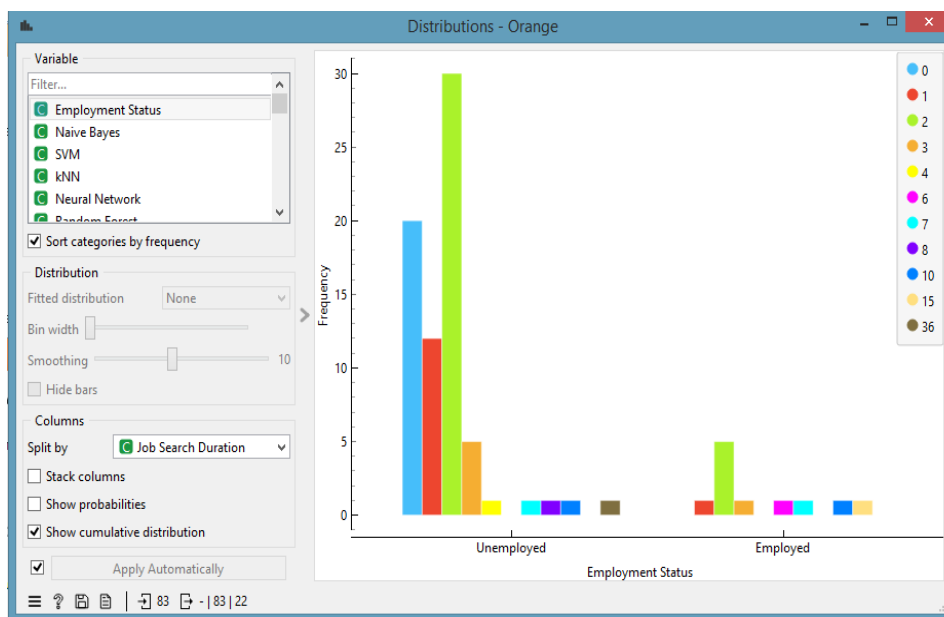 Distributions - Orange
Variable
Filter...
C Employment Status
C Naive Bayes
C SVM
C kNN
C Neural Network
C Random Forest
Sort categories by frequency
Distribution
Fitted distribution None
Bin width
Smoothing 10
Hide bars
Columns
Split by C Job Search Duration
Stack columns
Show probabilities
Show cumulative distribution
Apply Automatically
83 - | 83 | 22
Frequency
30
25
20
15
10
5
0
Unemployed Employed
Employment Status
0
1
2
3
4
6
7
8
10
15
36